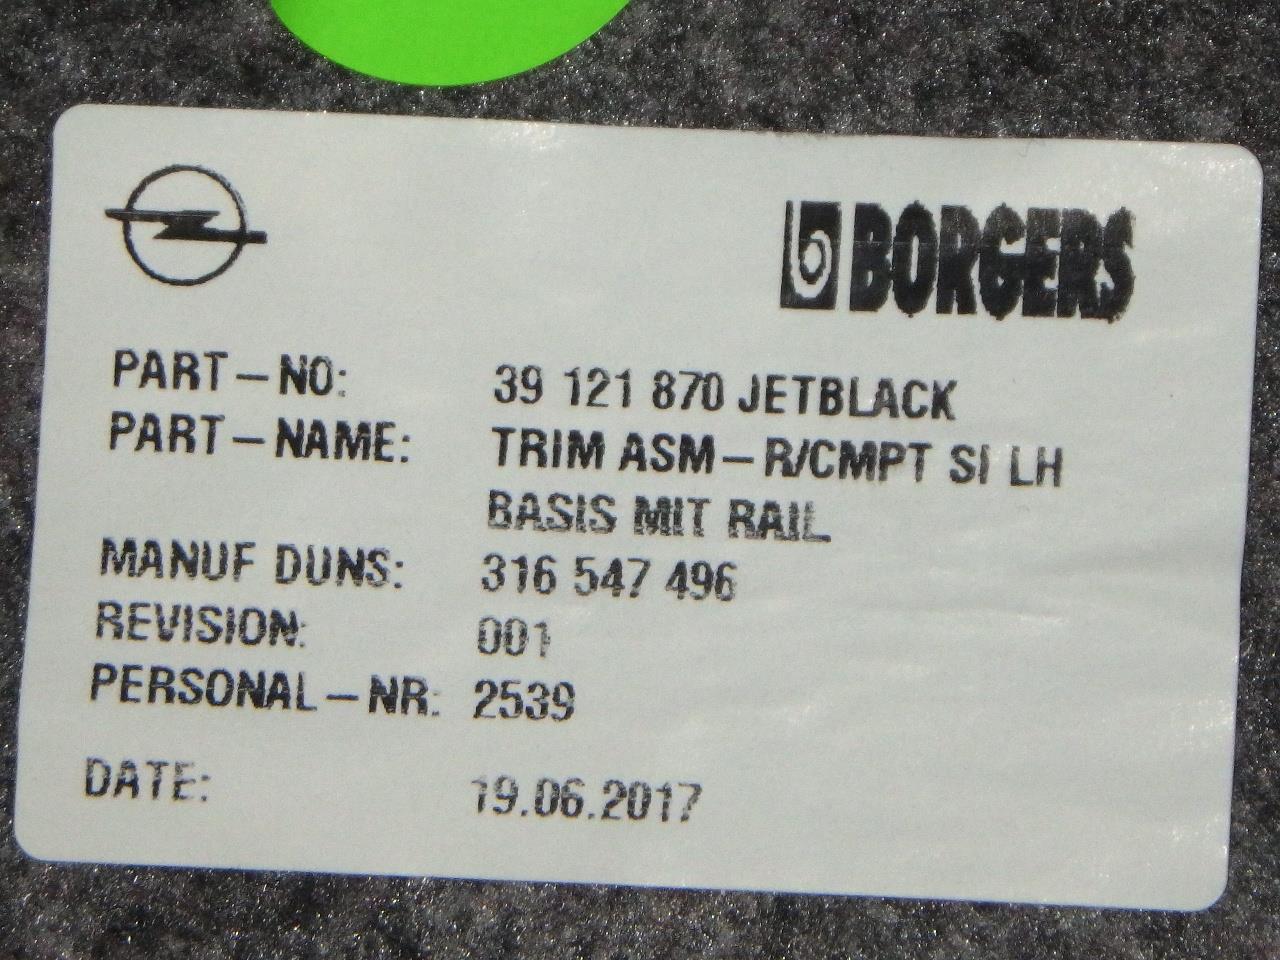 BORGERS
PART-NO: 39 121 870 JETBLACK
PART-NAME: TRIM ASM-R/CMPT SI LH
BASIS MIT RAIL
MANUF DUNS: 316 547 496
REVISION: 001
PERSONAL-NR: 2539
DATE: 19.06.2017